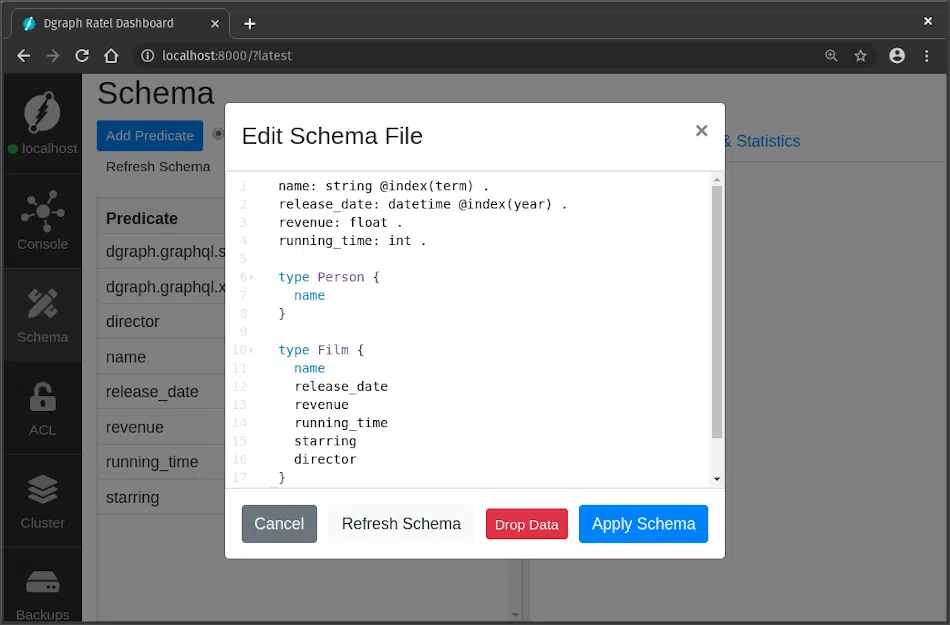 Dgraph Ratel Dashboard
localhost:8000/?latest
localhost
Console
Schema
ACL
Cluster
Backups
Schema
Add Predicate
& Statistics
Refresh Schema
Predicate
dgraph.graphql.s
dgraph.graphql.x
director
name
release_date
revenue
running_time
starring
Edit Schema File
×
1 name: string @index(term) .
2 release_date: datetime @index(year) .
3 revenue: float .
4 running_time: int .
5
6 type Person {
7 name
8 }
9
10 type Film {
11 name
12 release_date
13 revenue
14 running_time
15 starring
16 director
17 }
Cancel
Refresh Schema
Drop Data
Apply Schema